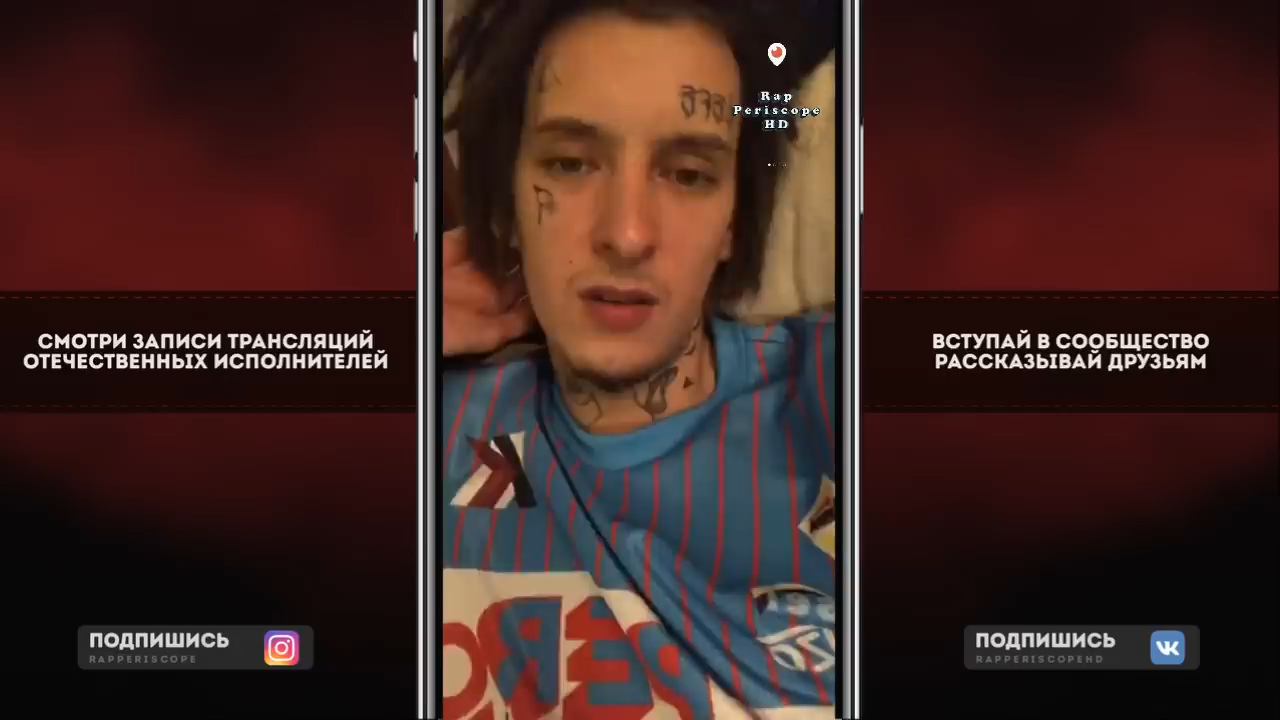 Rap
Periscope
HD
СМОТРИ ЗАПИСИ ТРАНСЛЯЦИЙ
ОТЕЧЕСТВЕННЫХ ИСПОЛНИТЕЛЕЙ
ВСТУПАЙ В СООБЩЕСТВО
РАССКАЗЫВАЙ ДРУЗЬЯМ
ПОДПИШИСЬ
RAPPERISCOPE
ПОДПИШИСЬ
RAPPERISCOPEHD